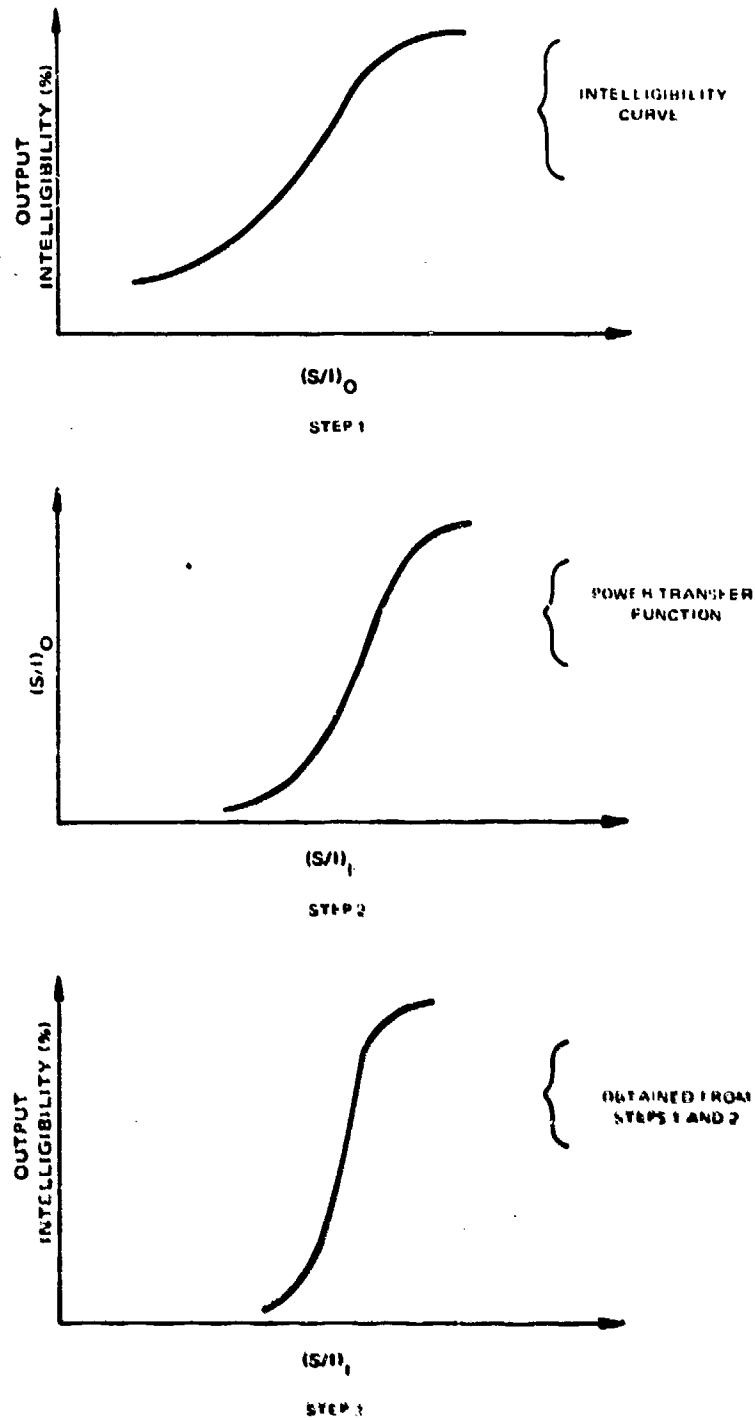 OUTPUT
INTELLIGIBILITY (%)
INTELLIGIBILITY
CURVE
(S/I)O
STEP 1
(S/I)O
POWER TRANSFER
FUNCTION
(S/I)I
STEP 2
OUTPUT
INTELLIGIBILITY (%)
OBTAINED FROM
STEPS 1 AND 2
(S/I)I
STEP 3